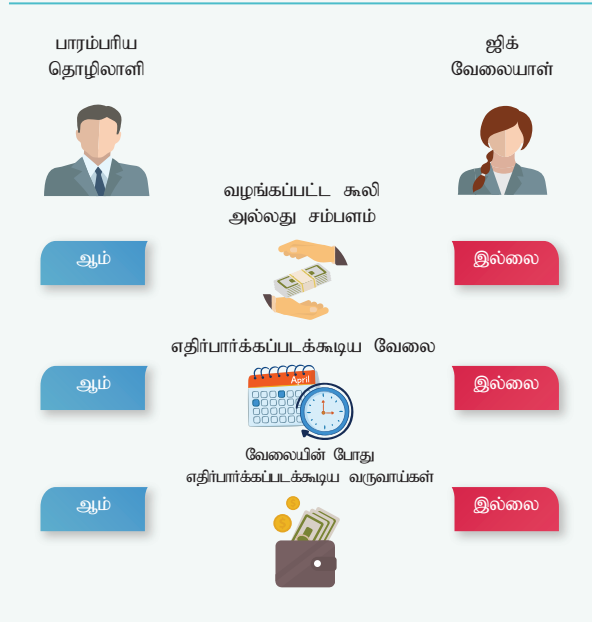 பாரம்பரிய
தொழிலாளி
ஜிக்
வேலையாள்
வழங்கப்பட்ட கூலி
அல்லது சம்பளம்
ஆம்
இல்லை
எதிர்பார்க்கப்படக்கூடிய வேலை
April
ஆம்
இல்லை
வேலையின் போது
எதிர்பார்க்கப்படக்கூடிய வருவாய்கள்
ஆம்
இல்லை